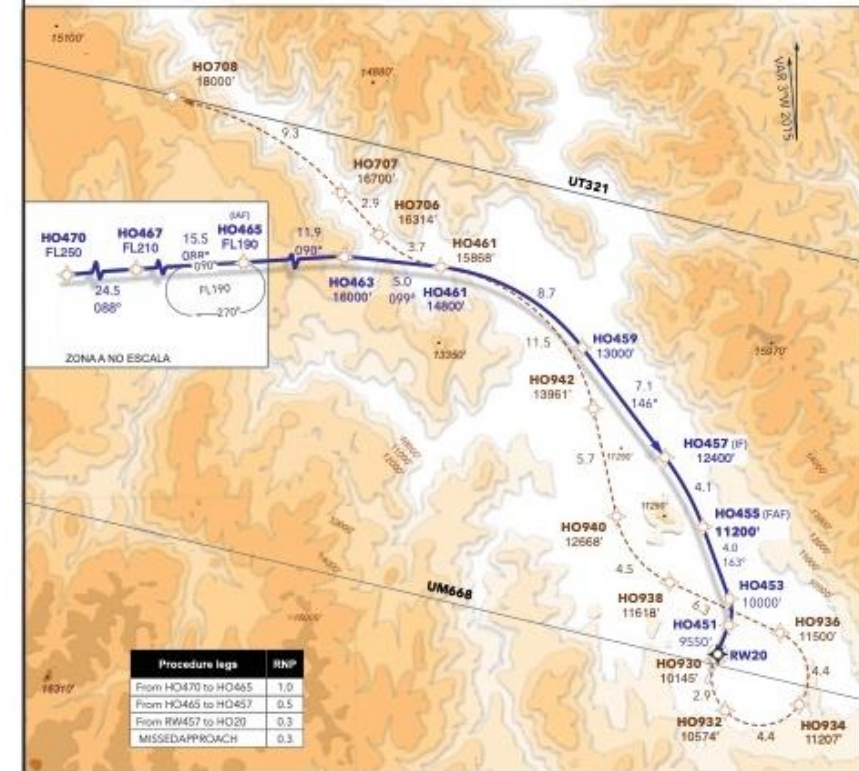 15100'
HO708
18000'
14880'
VAR 3°W 2015
9.3
HO707
16700'
2.9
HO706
16314'
UT321
3.7
HO461
15868'
HO470
FL250
HO467
FL210
15.5
088°
090°
(IAF)
HO465
FL190
11.9
090°
24.5
088°
FL190
270°
HO463
18000'
5.0
099°
HO461
14800'
ZONA A NO ESCALA
8.7
11.5
13350'
HO459
13000'
15970'
HO942
13961'
7.1
146°
5.7
HO457 (IF)
12400'
4.1
HO940
12668'
HO455 (FAF)
11200'
4.0
163°
4.5
HO938
11618'
6.3
HO453
10000'
HO451
9550'
HO936
11500'
UM668
RW20
HO930
10145'
2.9
4.4
HO932
10574'
4.4
HO934
11207'
Procedure legs RNP
From HO470 to HO465 1.0
From HO465 to HO457 0.5
From RW457 to HO20 0.3
MISSEDAPPROACH 0.3